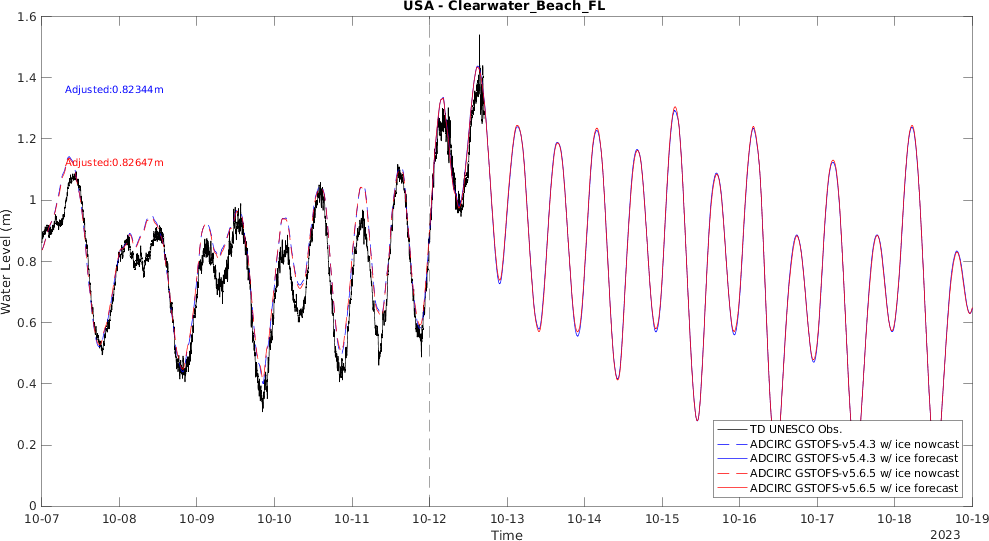 USA - Clearwater_Beach_FL
1.6
1.4
1.2
1
0.8
0.6
0.4
0.2
0
Water Level (m)
Adjusted:0.82344m
Adjusted:0.82647m
TD UNESCO Obs.
ADCIRC GSTOFS-v5.4.3 w/ ice nowcast
ADCIRC GSTOFS-v5.4.3 w/ ice forecast
ADCIRC GSTOFS-v5.6.5 w/ ice nowcast
ADCIRC GSTOFS-v5.6.5 w/ ice forecast
10-07 10-08 10-09 10-10 10-11 10-12 10-13 10-14 10-15 10-16 10-17 10-18 10-19
Time
2023